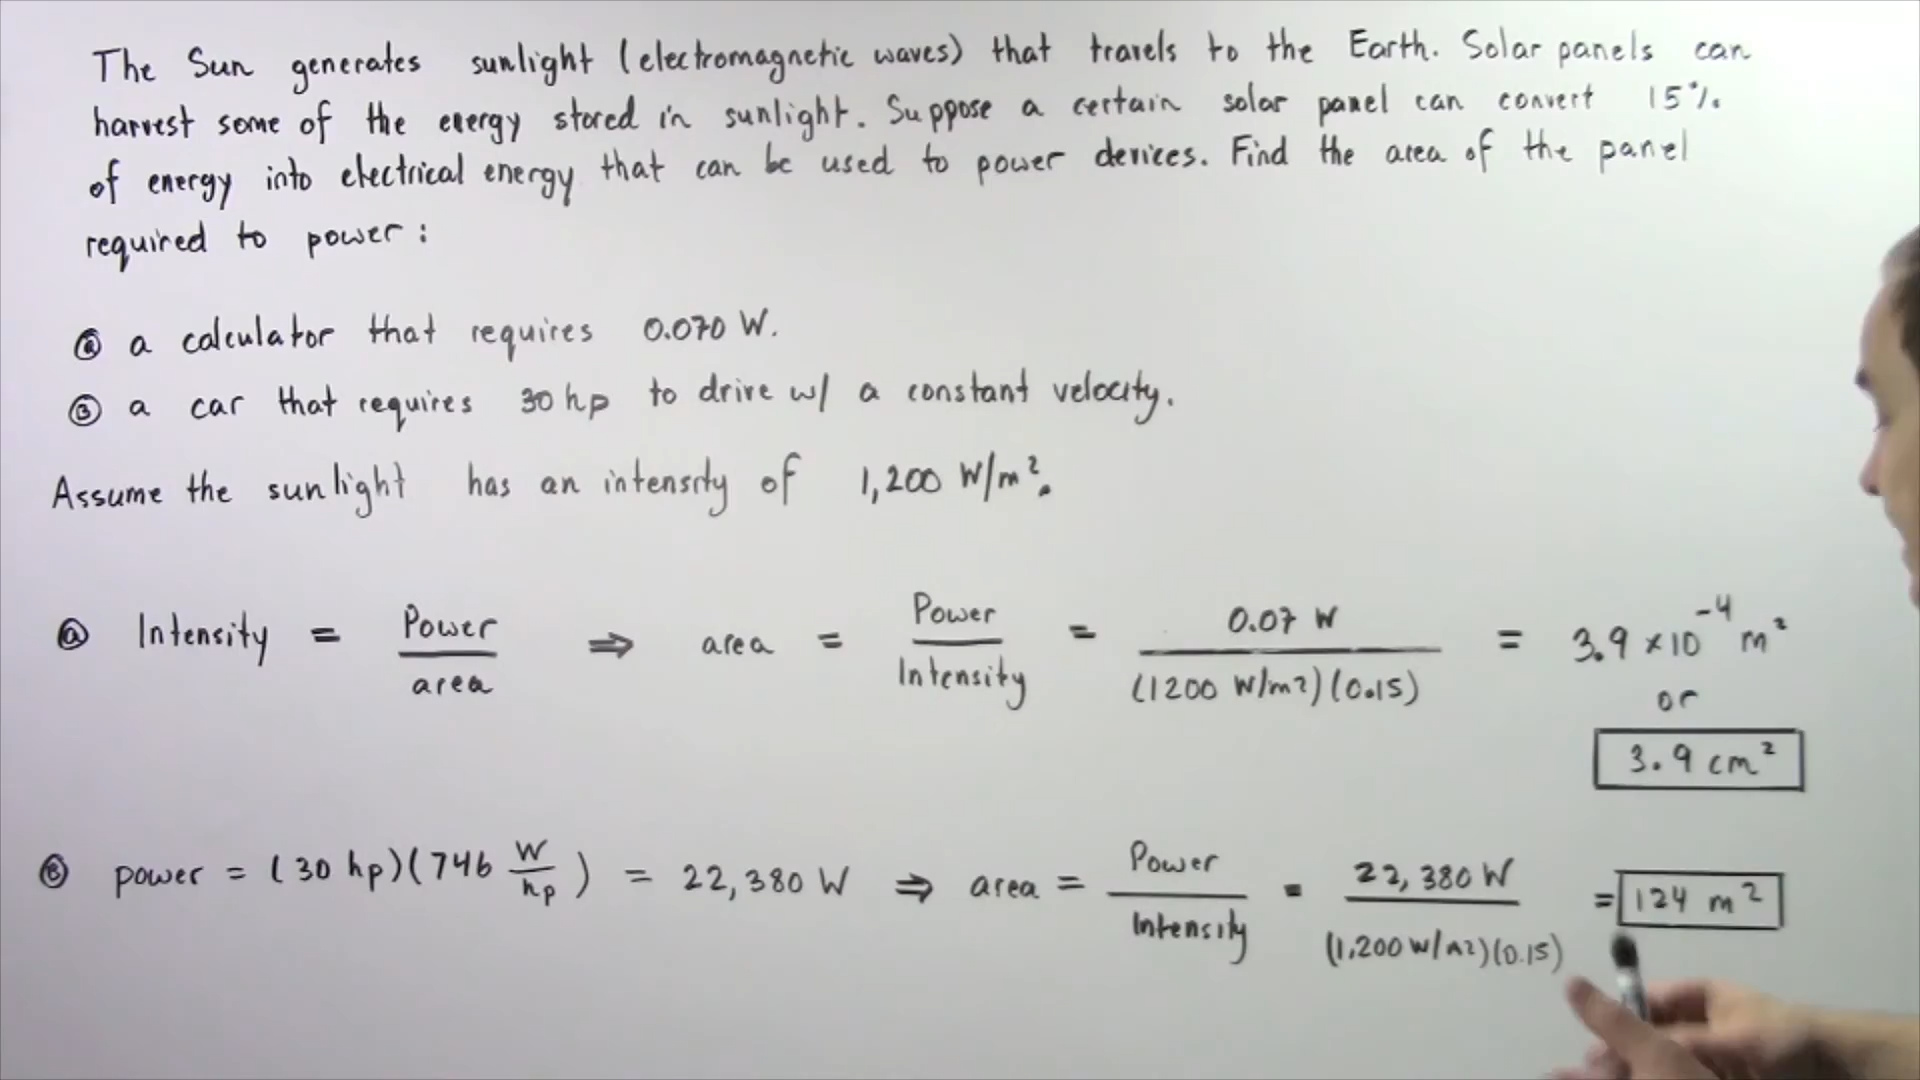 The Sun generates sunlight (electromagnetic waves) that travels to the Earth. Solar panels can
harvest some of the energy stored in sunlight. Suppose a certain solar panel can convert 15%
of energy into electrical energy that can be used to power devices. Find the area of the panel
required to power:
Ⓐ a calculator that requires 0.070 W.
Ⓑ a car that requires 30 hp to drive w/ a constant velocity.
Assume the sunlight has an intensity of 1,200 W/m².
Ⓐ Intensity = Power / area ⇒ area = Power / Intensity = 0.07 W / (1200 W/m2)(0.15) = 3.9 × 10⁻⁴ m²
or
3.9 cm²
Ⓑ power = (30 hp)(746 W/hp) = 22,380 W ⇒ area = Power / Intensity = 22,380 W / (1,200 W/m2)(0.15) = 124 m²